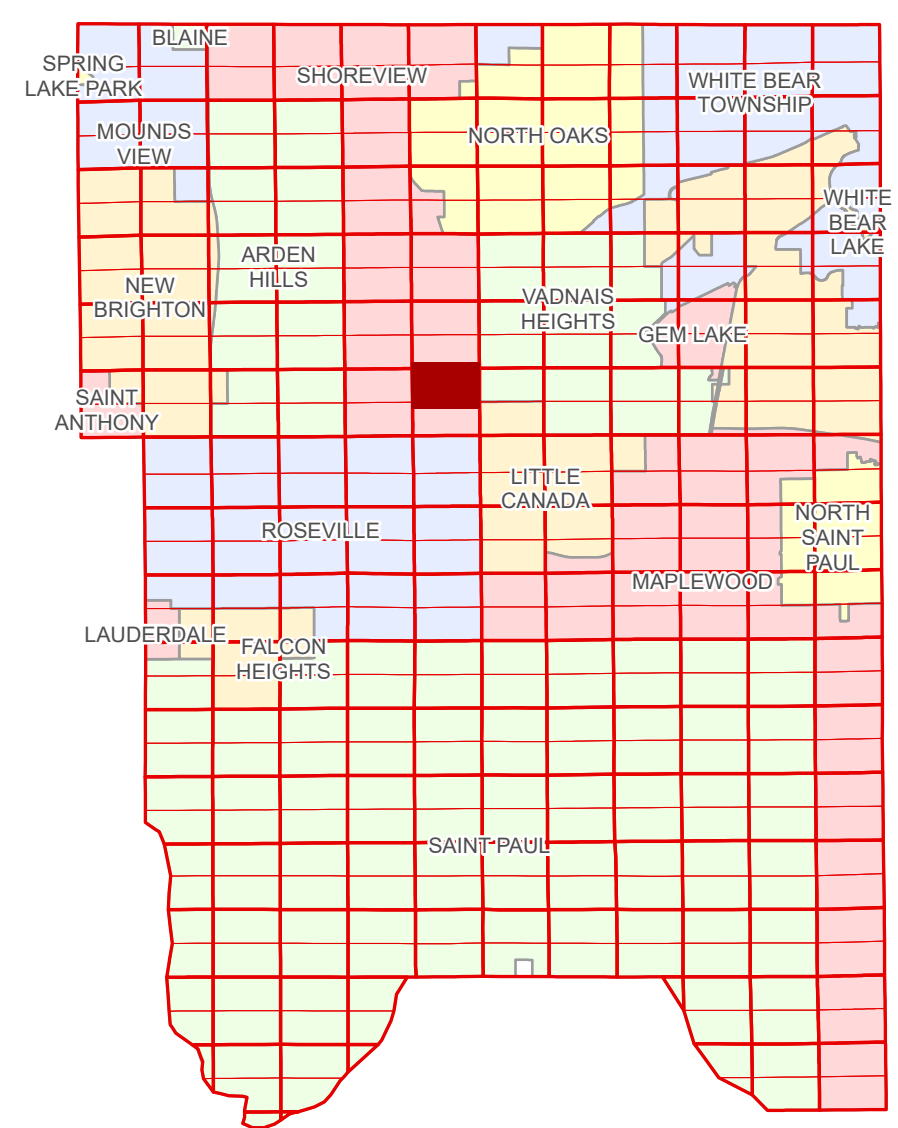 BLAINE
SPRING
LAKE PARK
SHOREVIEW
WHITE BEAR
TOWNSHIP
MOUNDS
VIEW
NORTH OAKS
WHITE
BEAR
LAKE
ARDEN
HILLS
NEW
BRIGHTON
VADNAIS
HEIGHTS
GEM LAKE
SAINT
ANTHONY
LITTLE
CANADA
ROSEVILLE
NORTH
SAINT
PAUL
MAPLEWOOD
LAUDERDALE
FALCON
HEIGHTS
SAINT PAUL